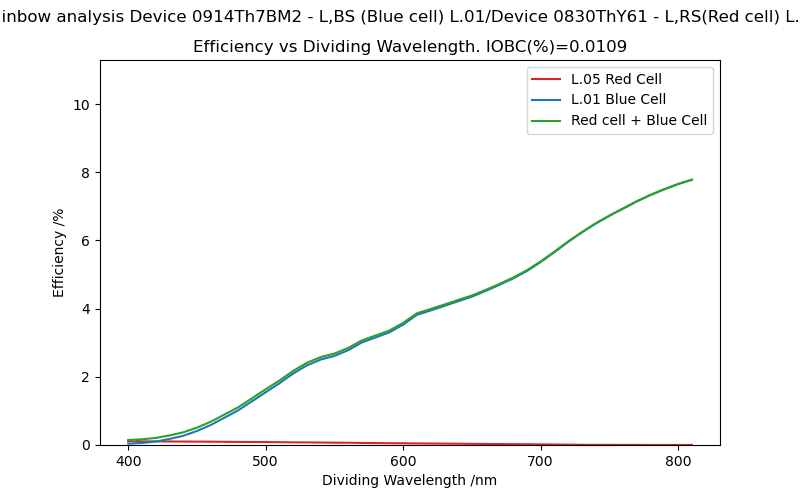 inbow analysis Device 0914Th7BM2 - L,BS (Blue cell) L.01/Device 0830ThY61 - L,RS(Red cell) L.
Efficiency vs Dividing Wavelength. IOBC(%)=0.0109
L.05 Red Cell
L.01 Blue Cell
Red cell + Blue Cell
Efficiency /%
10
8
6
4
2
0
400 500 600 700 800
Dividing Wavelength /nm